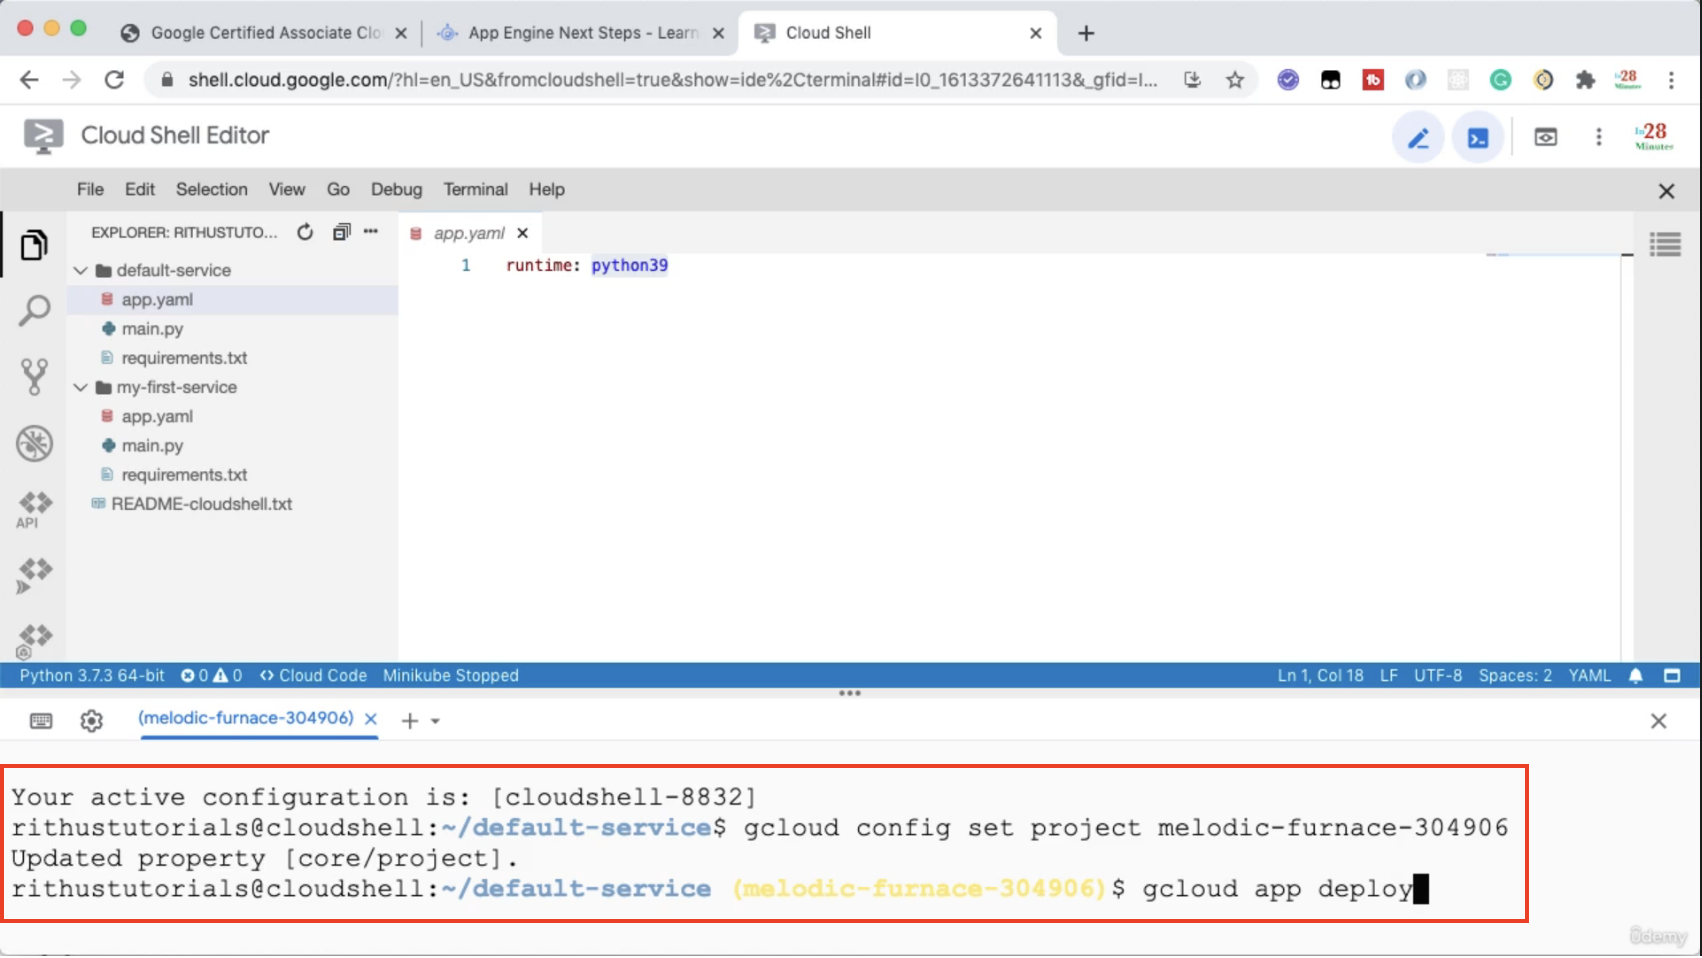 Google Certified Associate Clo
App Engine Next Steps - Learn
Cloud Shell
shell.cloud.google.com/?hl=en_US&fromcloudshell=true&show=ide%2Cterminal#id=I0_1613372641113&_gfid=I...
28
Minutes
Cloud Shell Editor
In28
Minutes
File Edit Selection View Go Debug Terminal Help
EXPLORER: RITHUSTUTO...
app.yaml
default-service
1 runtime: python39
app.yaml
main.py
requirements.txt
my-first-service
app.yaml
main.py
requirements.txt
README-cloudshell.txt
API
Python 3.7.3 64-bit 0 0 Cloud Code Minikube Stopped Ln 1, Col 18 LF UTF-8 Spaces: 2 YAML
(melodic-furnace-304906)
Your active configuration is: [cloudshell-8832]
rithustutorials@cloudshell:~/default-service$ gcloud config set project melodic-furnace-304906
Updated property [core/project].
rithustutorials@cloudshell:~/default-service (melodic-furnace-304906)$ gcloud app deploy
Udemy